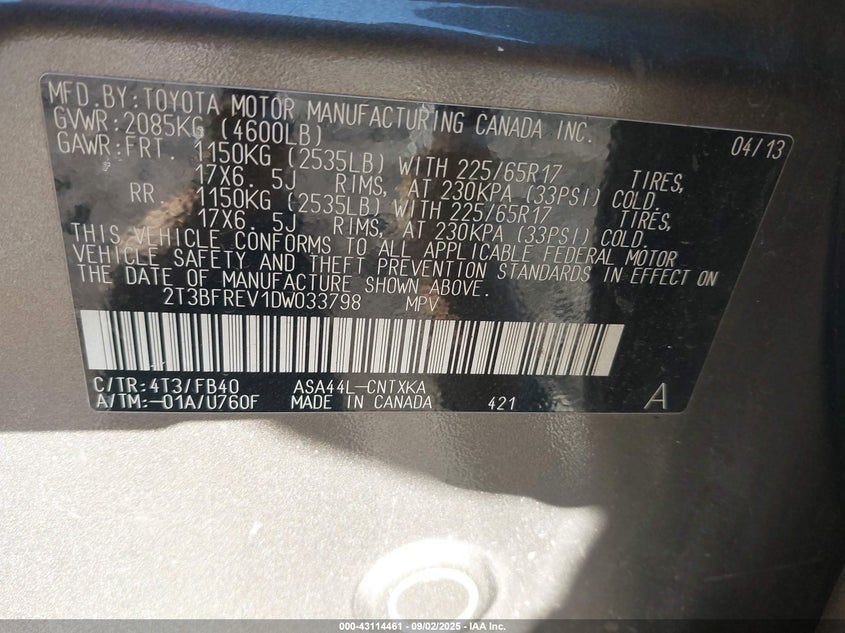 MFD.BY:TOYOTA MOTOR MANUFACTURING CANADA INC.
GVWR:2085KG (4600LB) 04/13
GAWR:FRT. 1150KG (2535LB) WITH 225/65R17 TIRES,
17X6. 5J RIMS, AT 230KPA (33PSI) COLD.
RR. 1150KG (2535LB) WITH 225/65R17 TIRES,
17X6. 5J RIMS, AT 230KPA (33PSI) COLD.
THIS VEHICLE CONFORMS TO ALL APPLICABLE FEDERAL MOTOR
VEHICLE SAFETY AND THEFT PREVENTION STANDARDS IN EFFECT ON
THE DATE OF MANUFACTURE SHOWN ABOVE.
2T3BFREV1DW033798 MPV
C/TR:4T3/FB40 ASA44L-CNTXKA
A/TM:-01A/U760F MADE IN CANADA 421 A
000-43114461 - 09/02/2025 - IAA Inc.